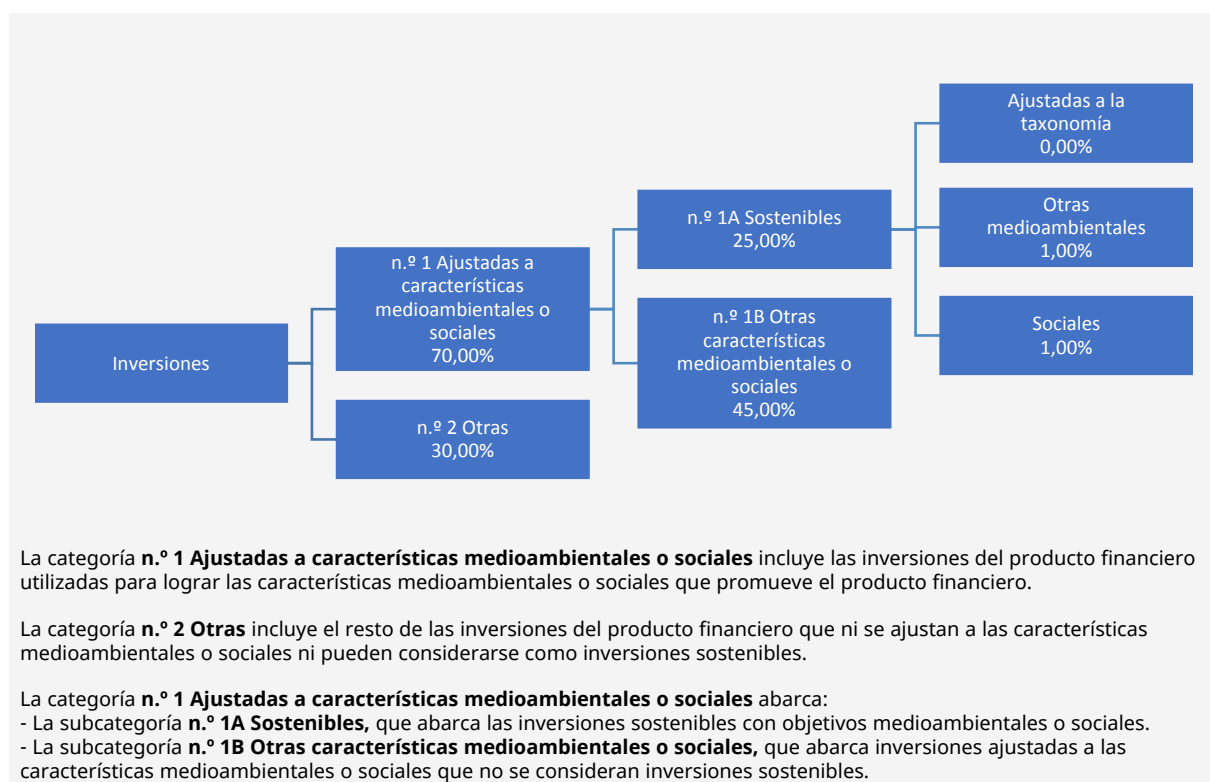 Inversiones
n.º 1 Ajustadas a
características
medioambientales o
sociales
70,00%
n.º 2 Otras
30,00%
n.º 1A Sostenibles
25,00%
n.º 1B Otras
características
medioambientales o
sociales
45,00%
Ajustadas a la
taxonomía
0,00%
Otras
medioambientales
1,00%
Sociales
1,00%
La categoría n.º 1 Ajustadas a características medioambientales o sociales incluye las inversiones del producto financiero
utilizadas para lograr las características medioambientales o sociales que promueve el producto financiero.
La categoría n.º 2 Otras incluye el resto de las inversiones del producto financiero que ni se ajustan a las características
medioambientales o sociales ni pueden considerarse como inversiones sostenibles.
La categoría n.º 1 Ajustadas a características medioambientales o sociales abarca:
- La subcategoría n.º 1A Sostenibles, que abarca las inversiones sostenibles con objetivos medioambientales o sociales.
- La subcategoría n.º 1B Otras características medioambientales o sociales, que abarca inversiones ajustadas a las
características medioambientales o sociales que no se consideran inversiones sostenibles.